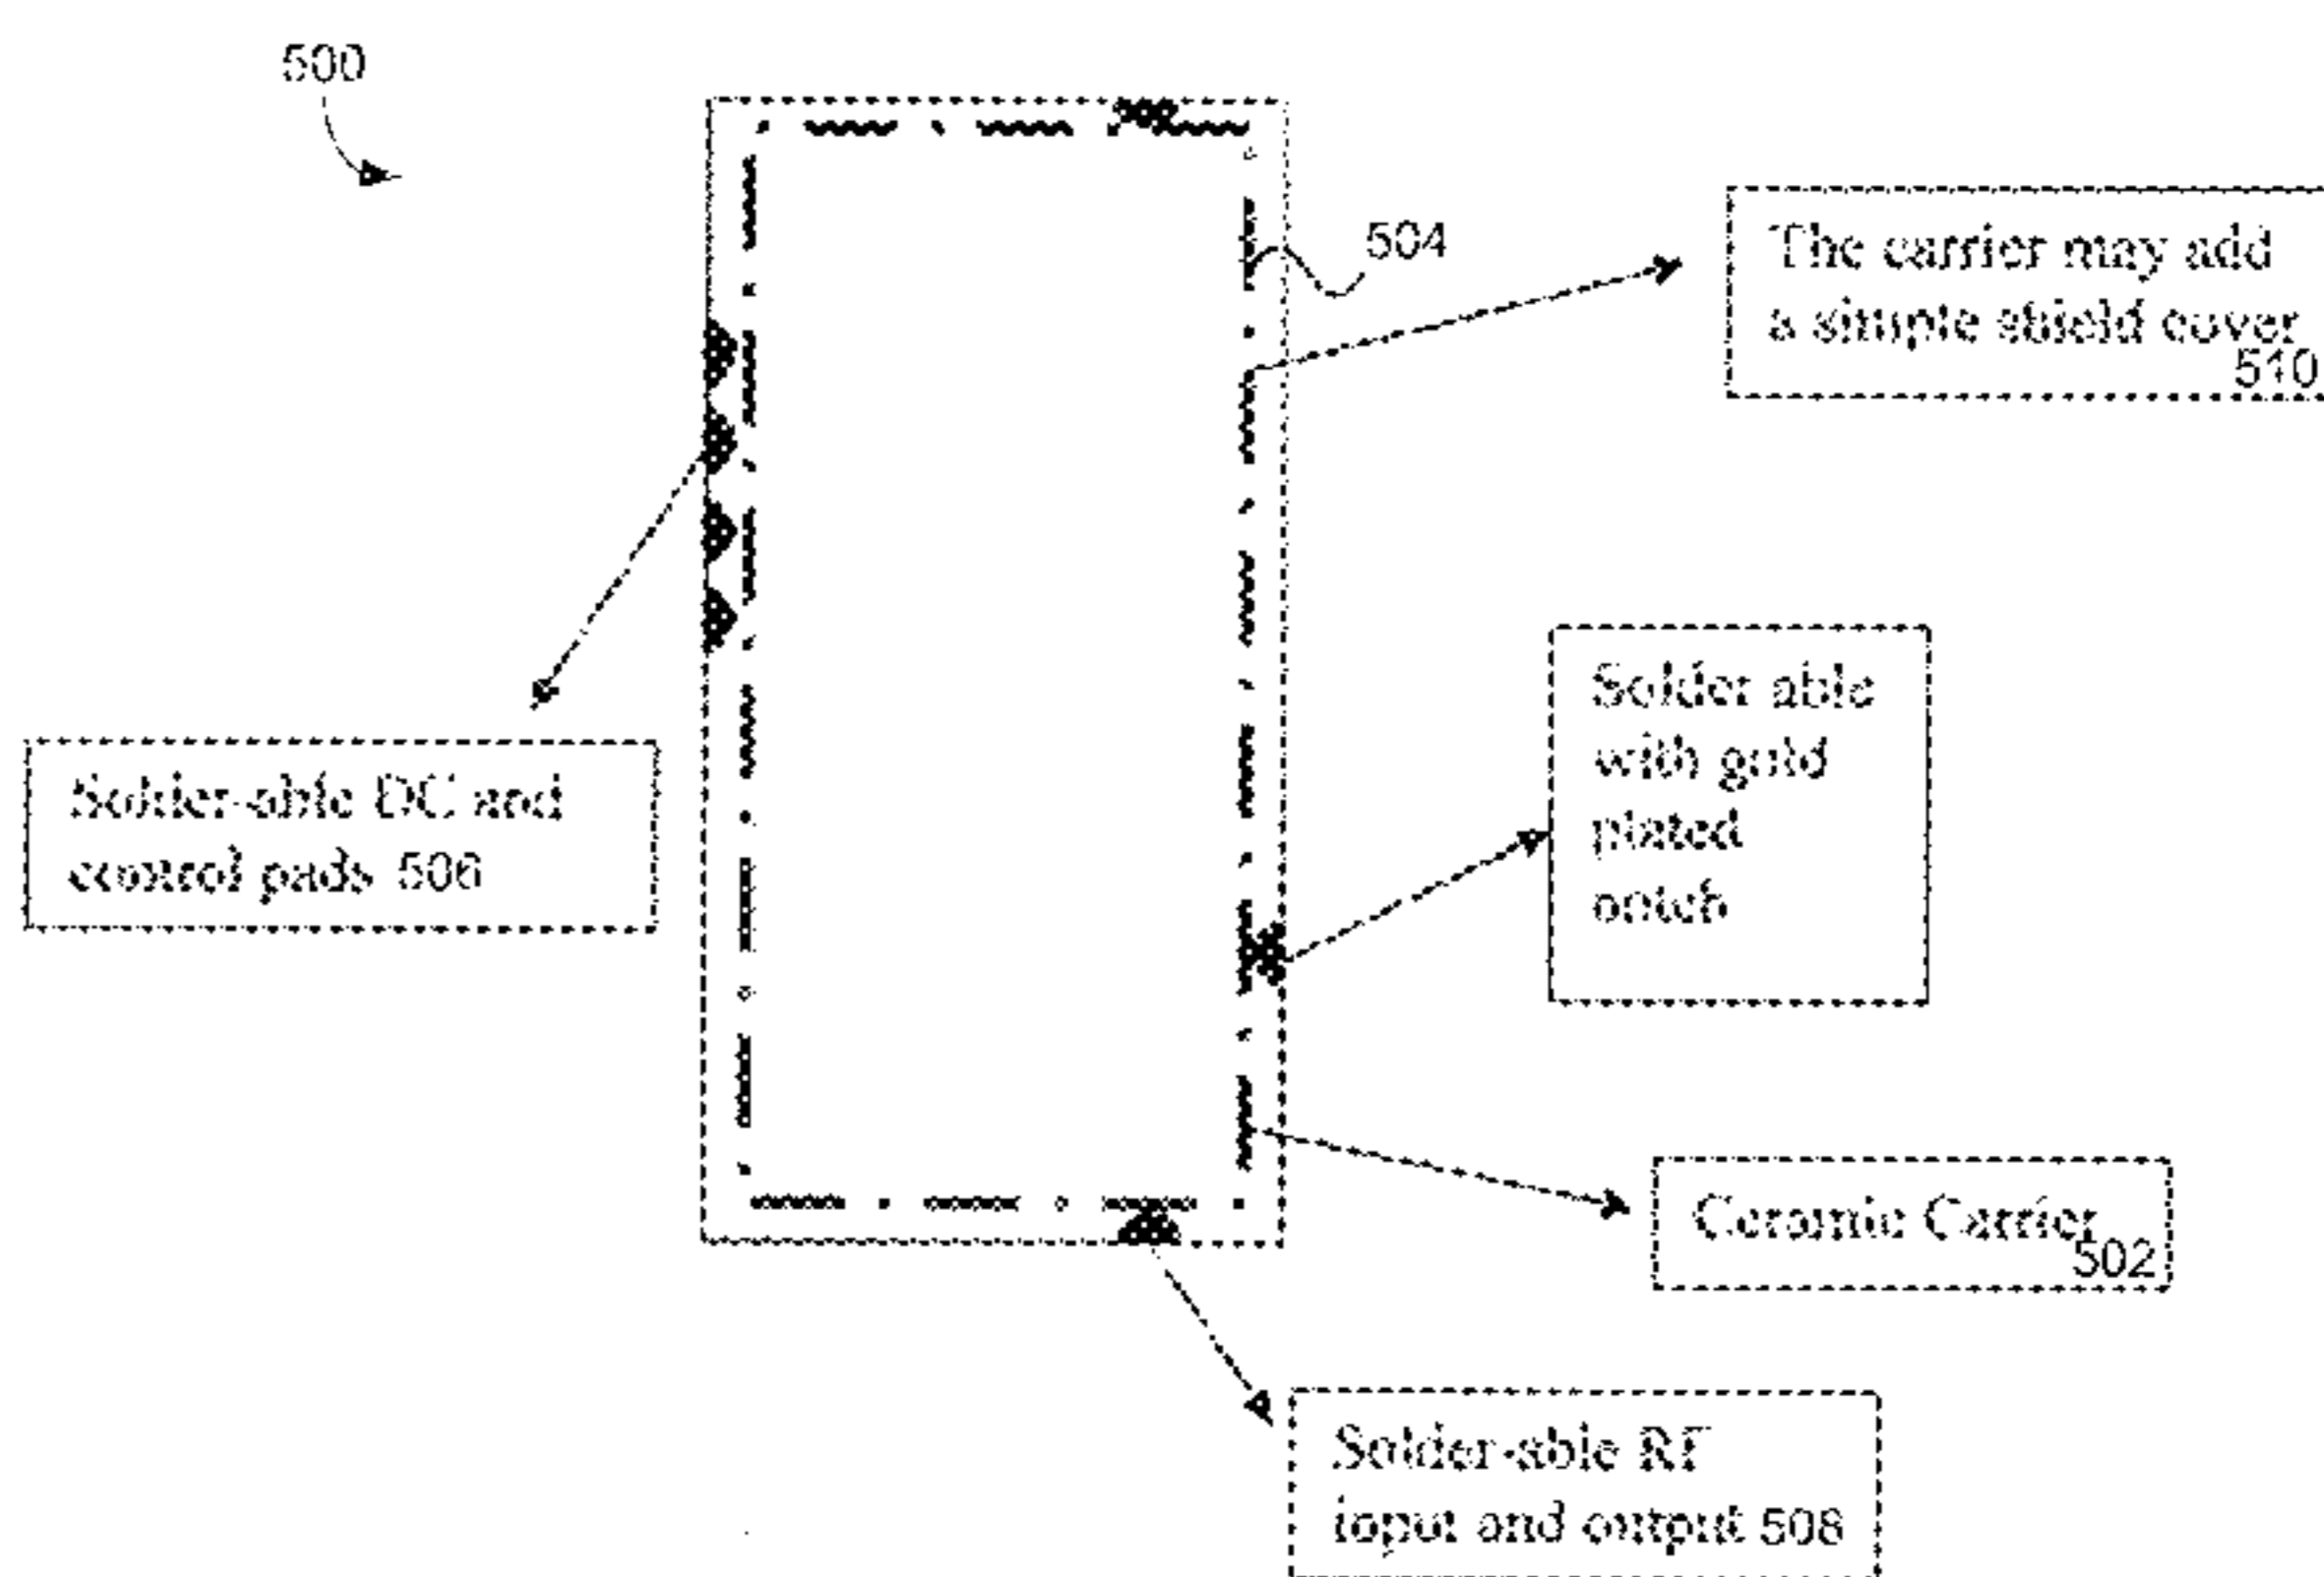 500
504
The carrier may add
a simple shield cover
510
Solder able
with gold
plated
notch
Solder-able DC and
control pads 506
Ceramic Carrier
502
Solder-able RF
input and output 508